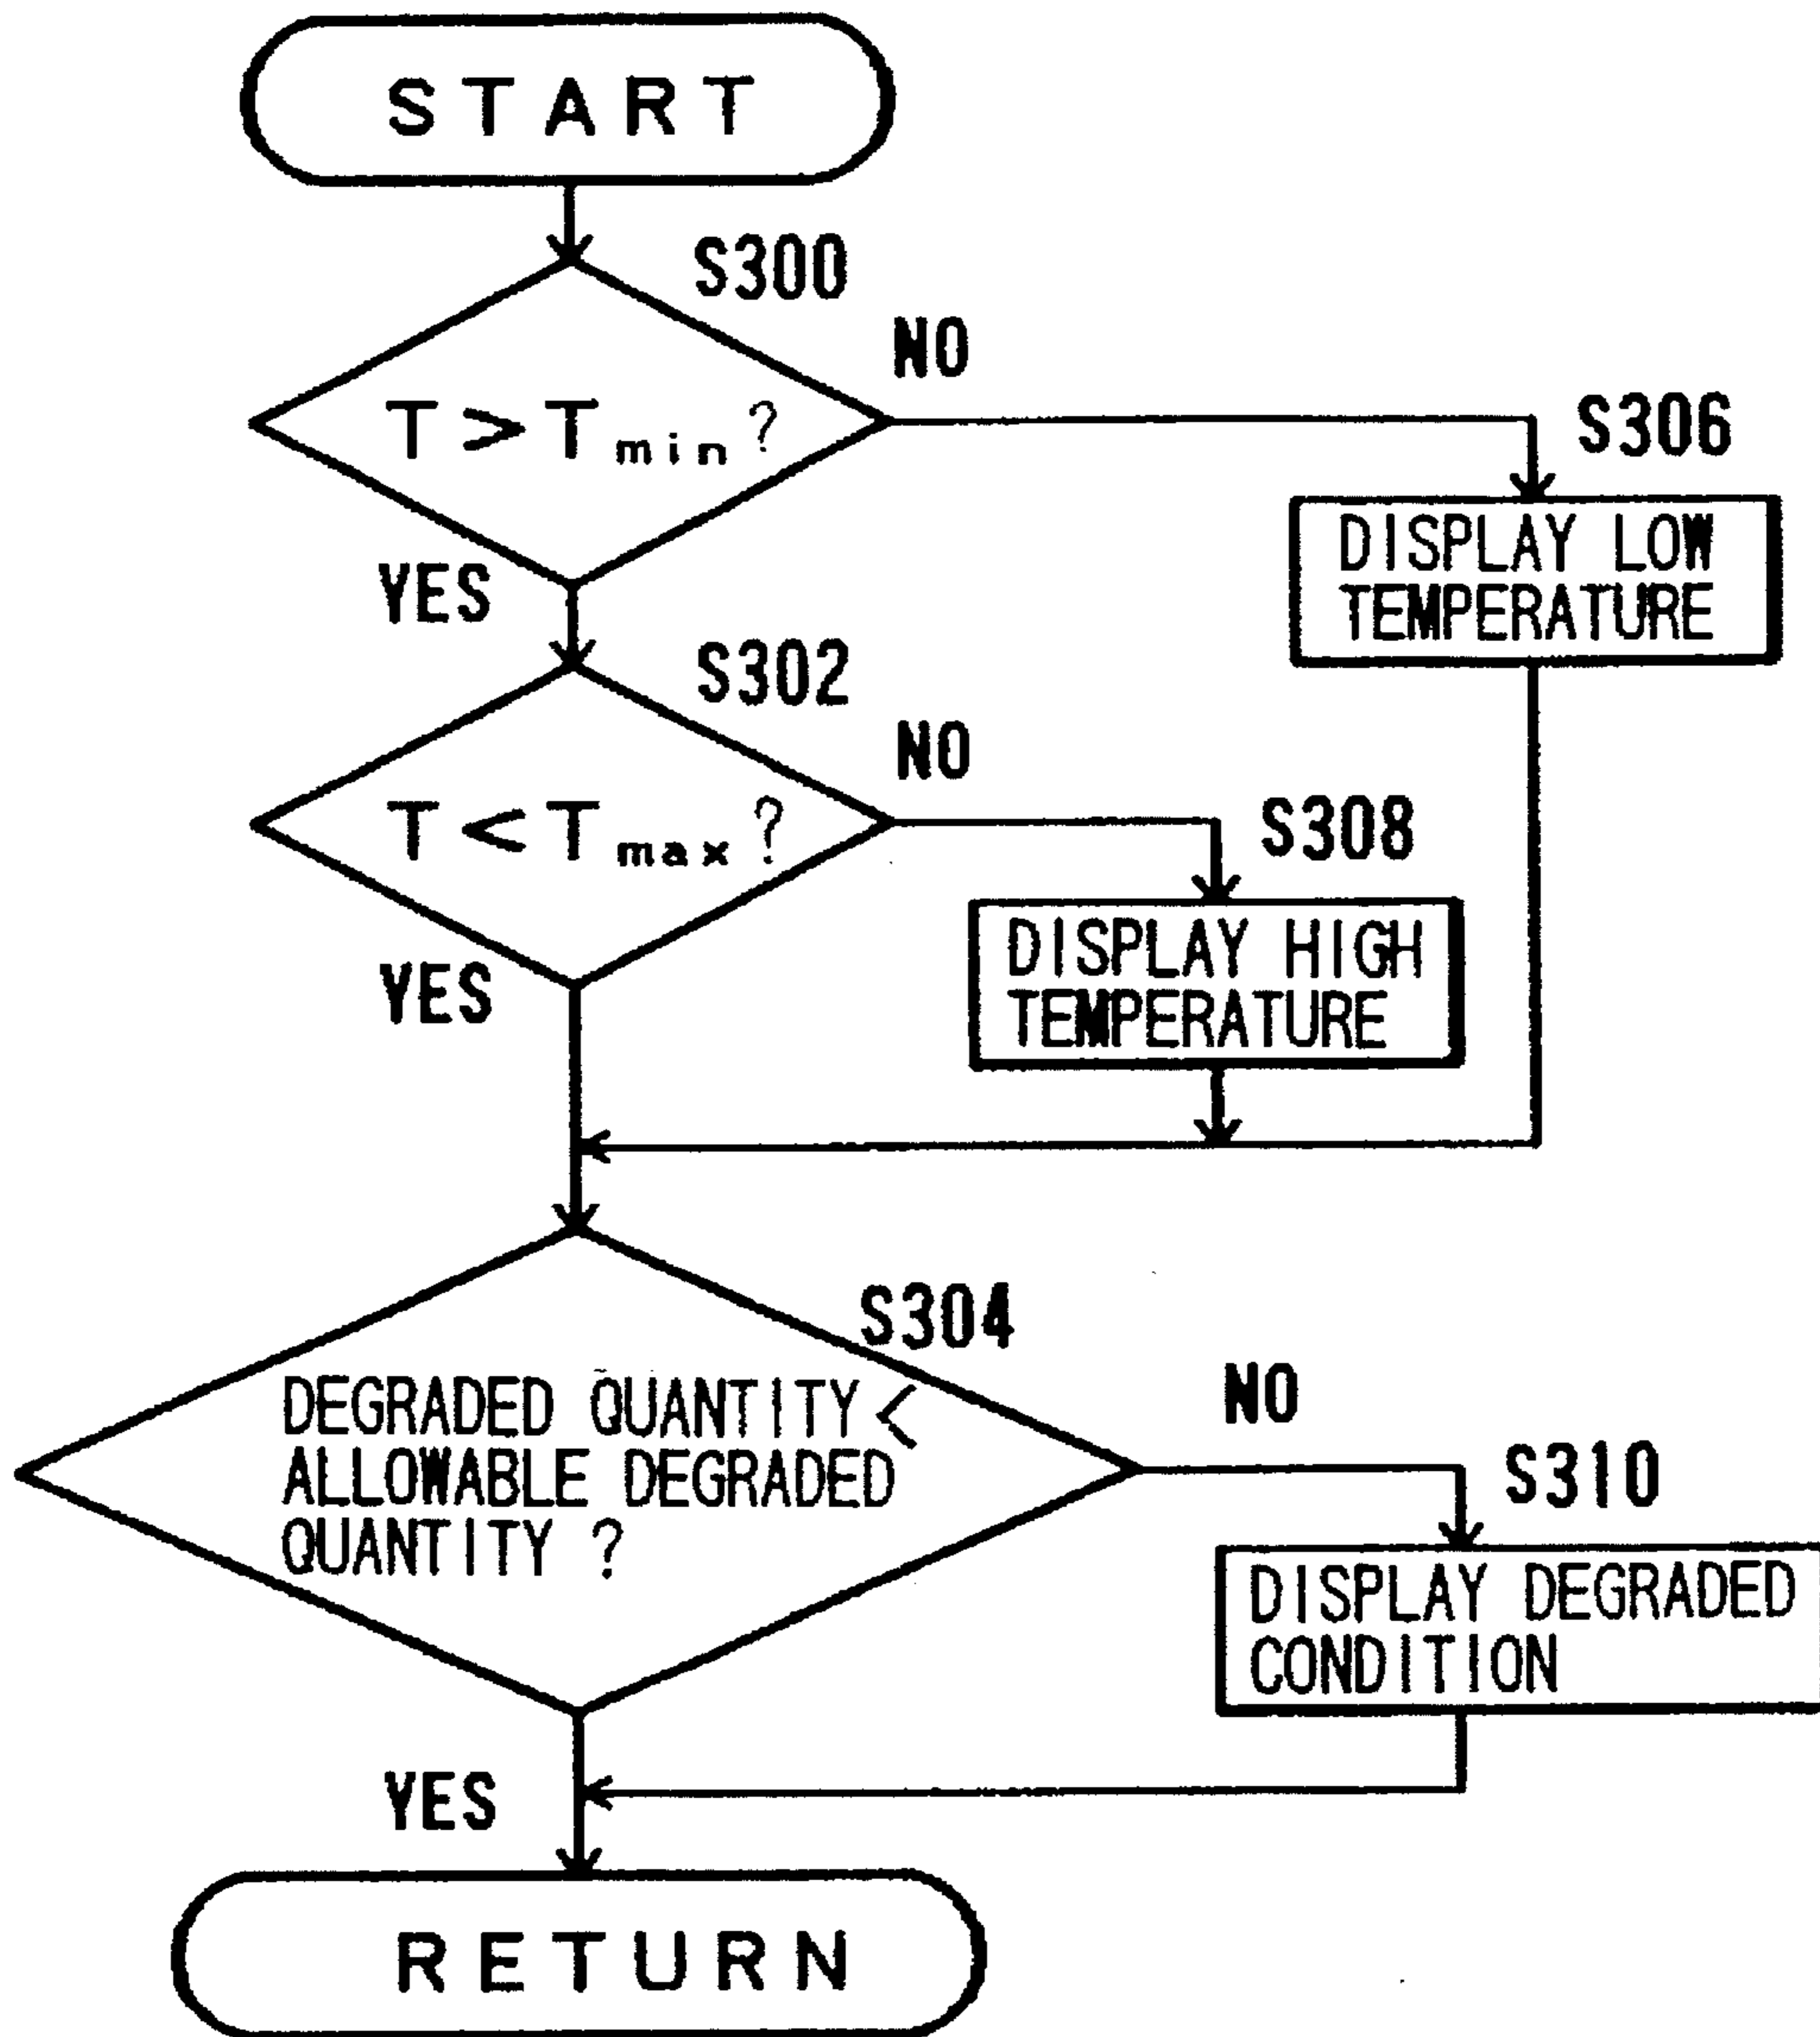 START
S300
NO
T > Tmin ?
S306
DISPLAY LOW
TEMPERATURE
YES
S302
NO
T < Tmax ?
S308
DISPLAY HIGH
TEMPERATURE
YES
S304
DEGRADED QUANTITY <
ALLOWABLE DEGRADED
QUANTITY ?
NO
S310
DISPLAY DEGRADED
CONDITION
YES
RETURN